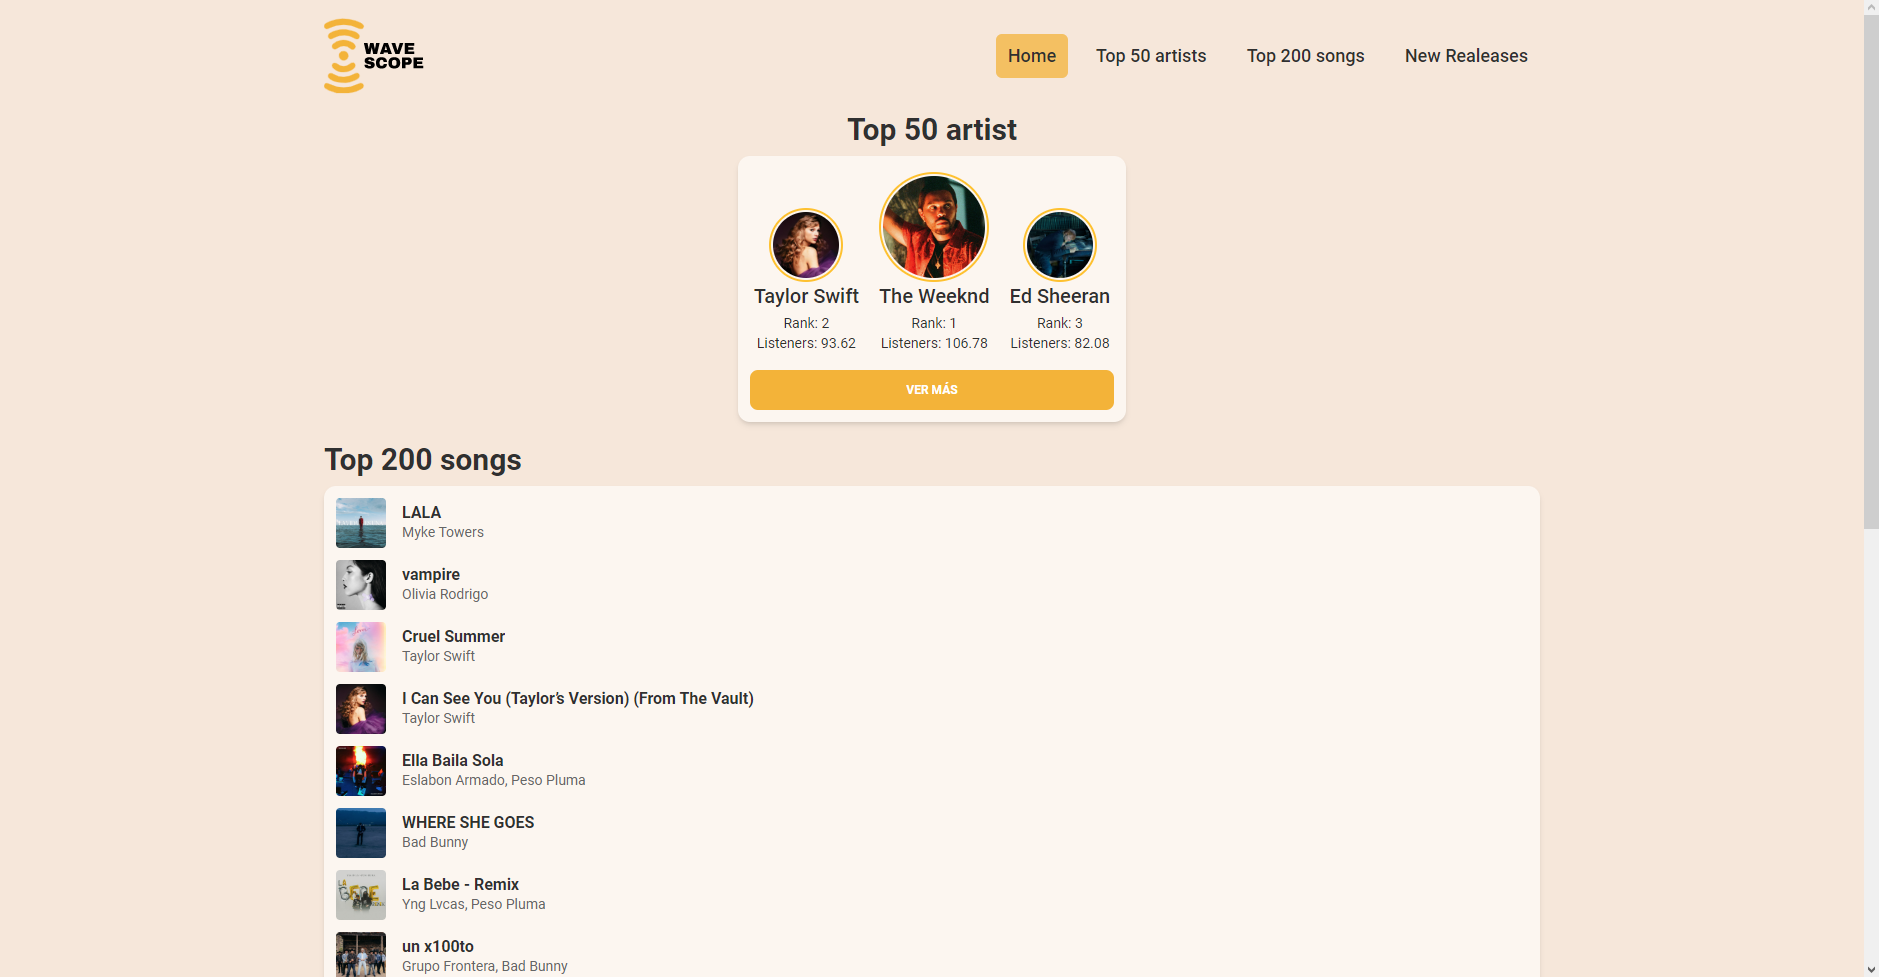 WAVE
SCOPE
Home
Top 50 artists
Top 200 songs
New Realeases
Top 50 artist
Taylor Swift
Rank: 2
Listeners: 93.62
The Weeknd
Rank: 1
Listeners: 106.78
Ed Sheeran
Rank: 3
Listeners: 82.08
VER MÁS
Top 200 songs
LALA
Myke Towers
vampire
Olivia Rodrigo
Cruel Summer
Taylor Swift
I Can See You (Taylor’s Version) (From The Vault)
Taylor Swift
Ella Baila Sola
Eslabon Armado, Peso Pluma
WHERE SHE GOES
Bad Bunny
La Bebe - Remix
Yng Lvcas, Peso Pluma
un x100to
Grupo Frontera, Bad Bunny